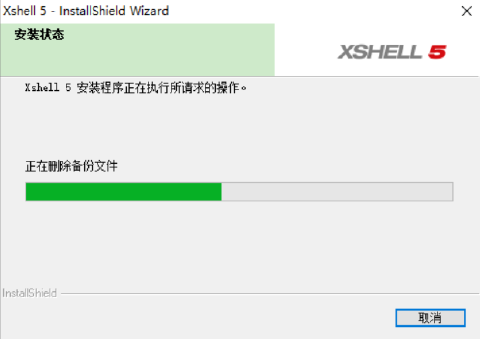 Xshell 5 - InstallShield Wizard
安装状态
XSHELL 5
Xshell 5 安装程序正在执行所请求的操作。
正在删除备份文件
InstallShield
取消